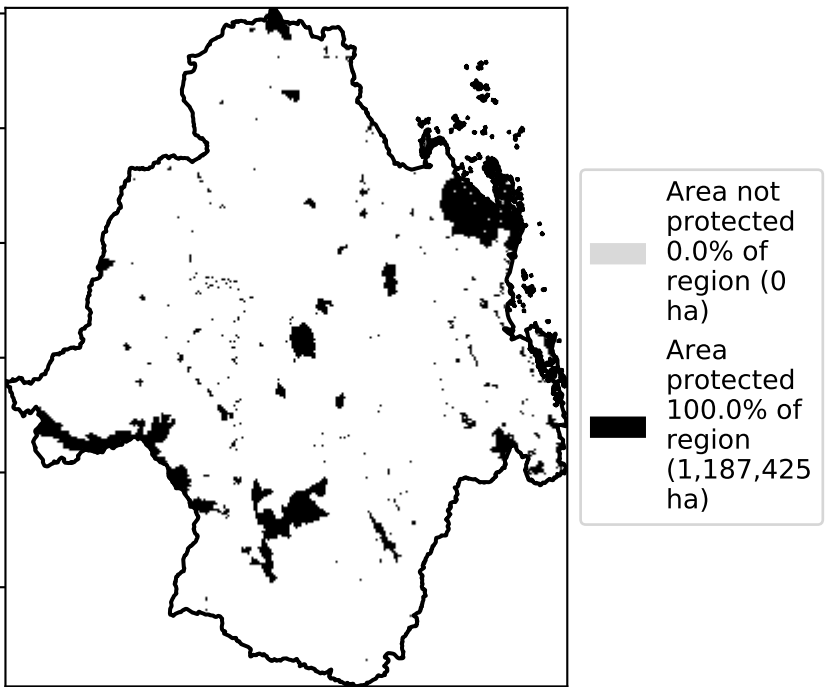 Area not
protected
0.0% of
region (0
ha)
Area
protected
100.0% of
region
(1,187,425
ha)